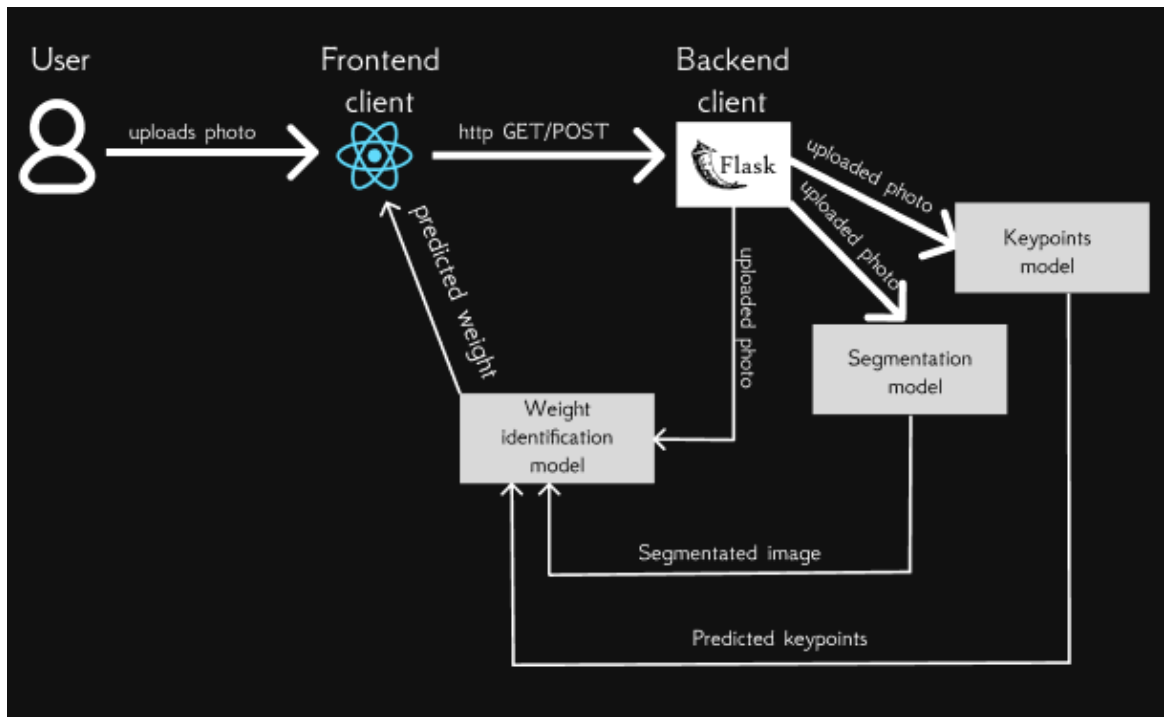 User
Frontend
client
Backend
client
uploads photo
http GET/POST
Flask
uploaded photo
uploaded photo
uploaded photo
predicted weight
Keypoints
model
Segmentation
model
Weight
identification
model
Segmentated image
Predicted keypoints